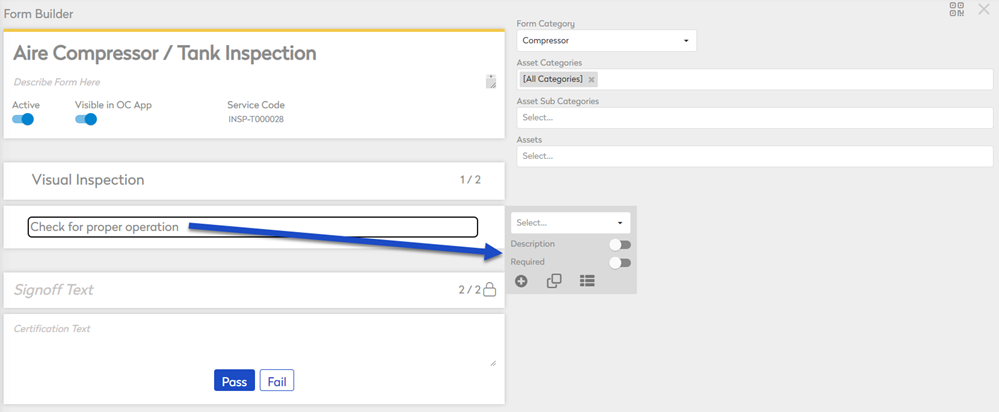 Form Builder
Aire Compressor / Tank Inspection
Describe Form Here
Active
Visible in OC App
Service Code
INSP-T000028
Form Category
Compressor
Asset Categories
[All Categories] ×
Asset Sub Categories
Select...
Assets
Select...
Visual Inspection
1 / 2
Check for proper operation
Select...
Description
Required
Signoff Text
2 / 2
Certification Text
Pass
Fail